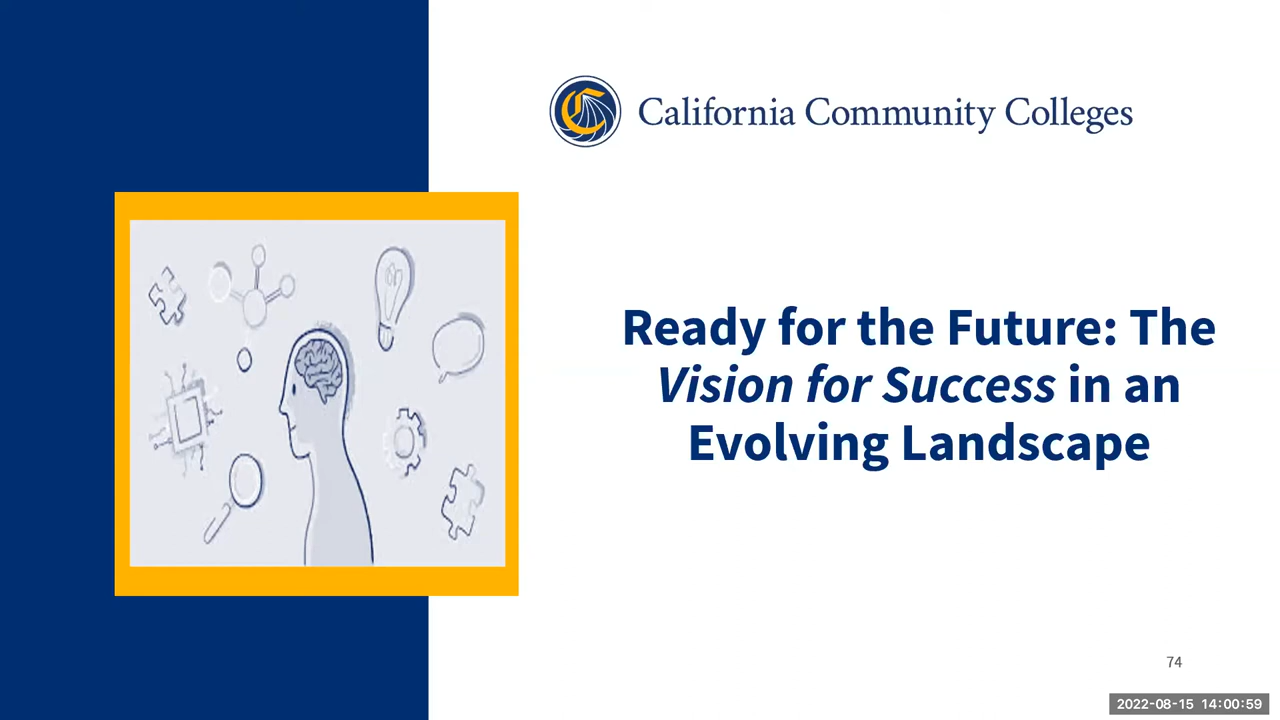 California Community Colleges
Ready for the Future: The
Vision for Success in an
Evolving Landscape
74
2022-08-15 14:00:59